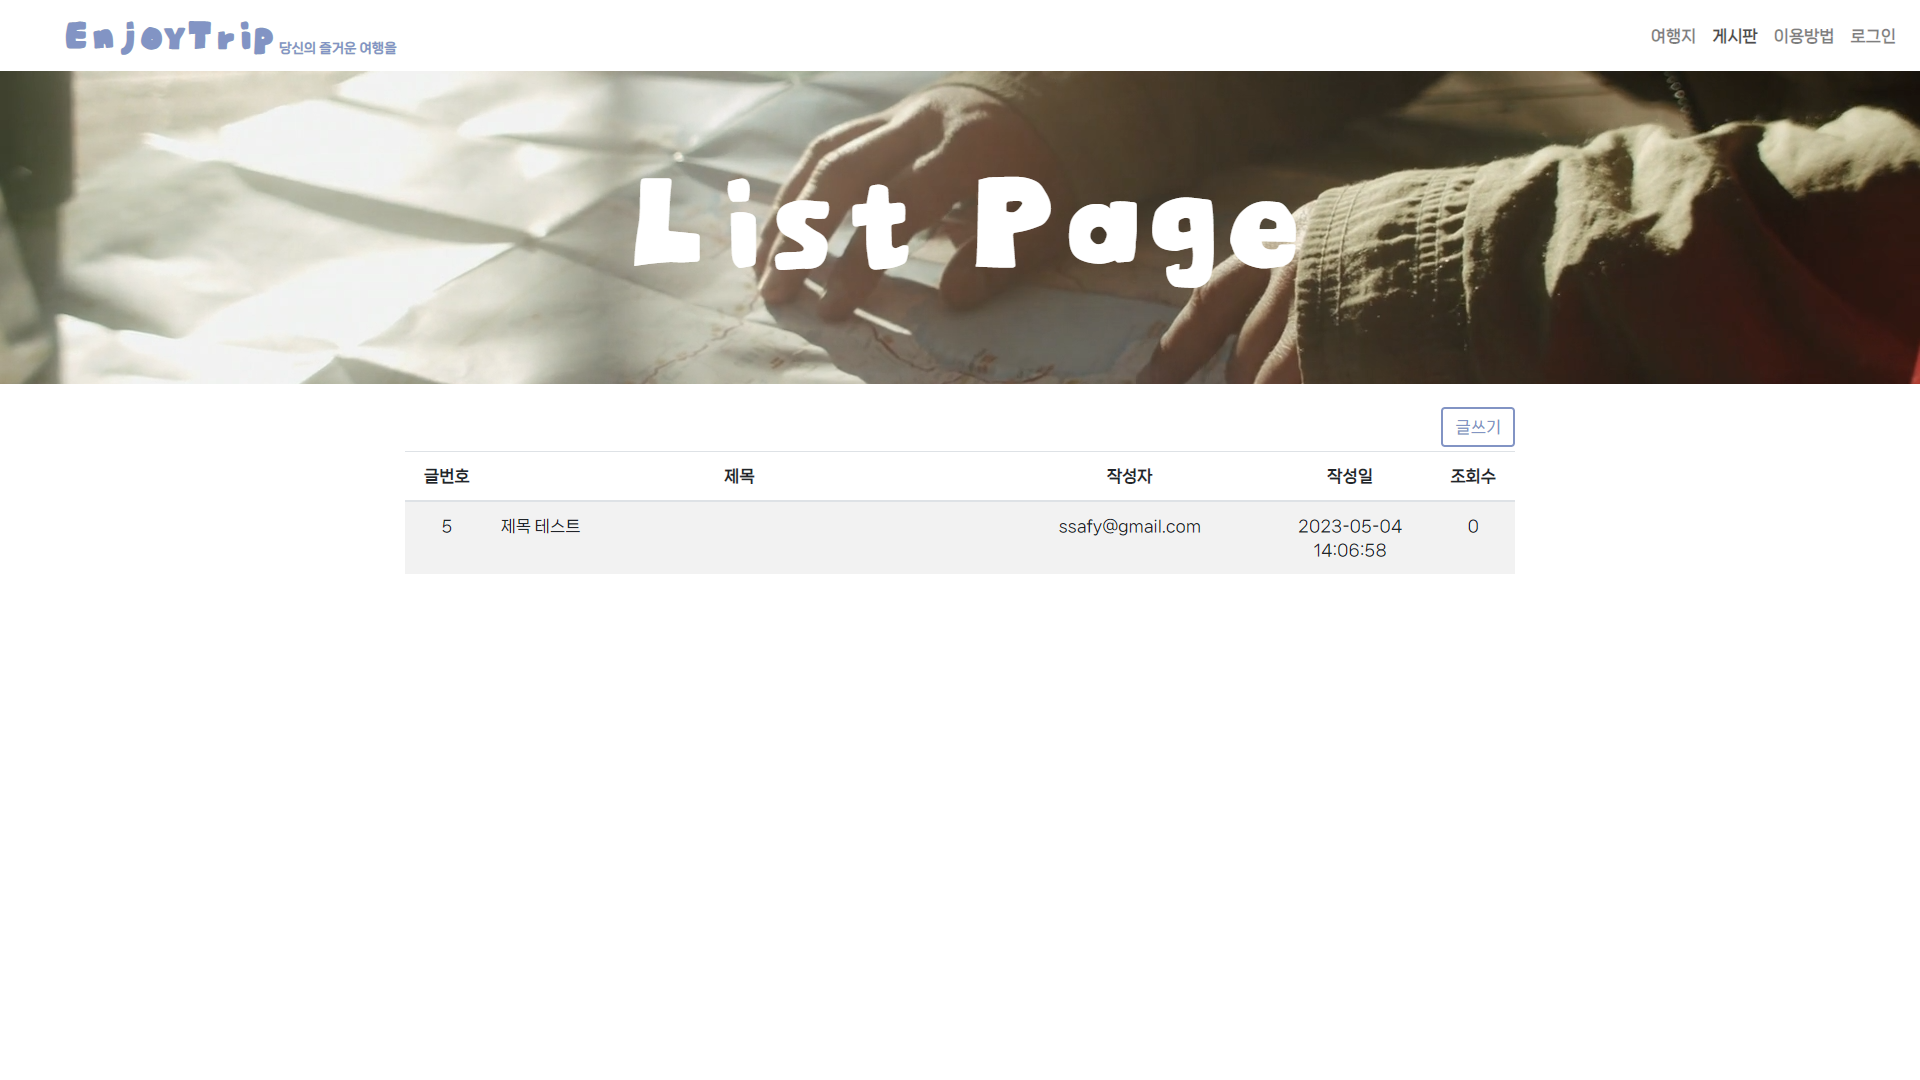 EnjoyTrip 당신의 즐거운 여행을
여행지 게시판 이용방법 로그인
List Page
글쓰기
글번호 제목 작성자 작성일 조회수
5 제목 테스트 ssafy@gmail.com 2023-05-04 0
14:06:58